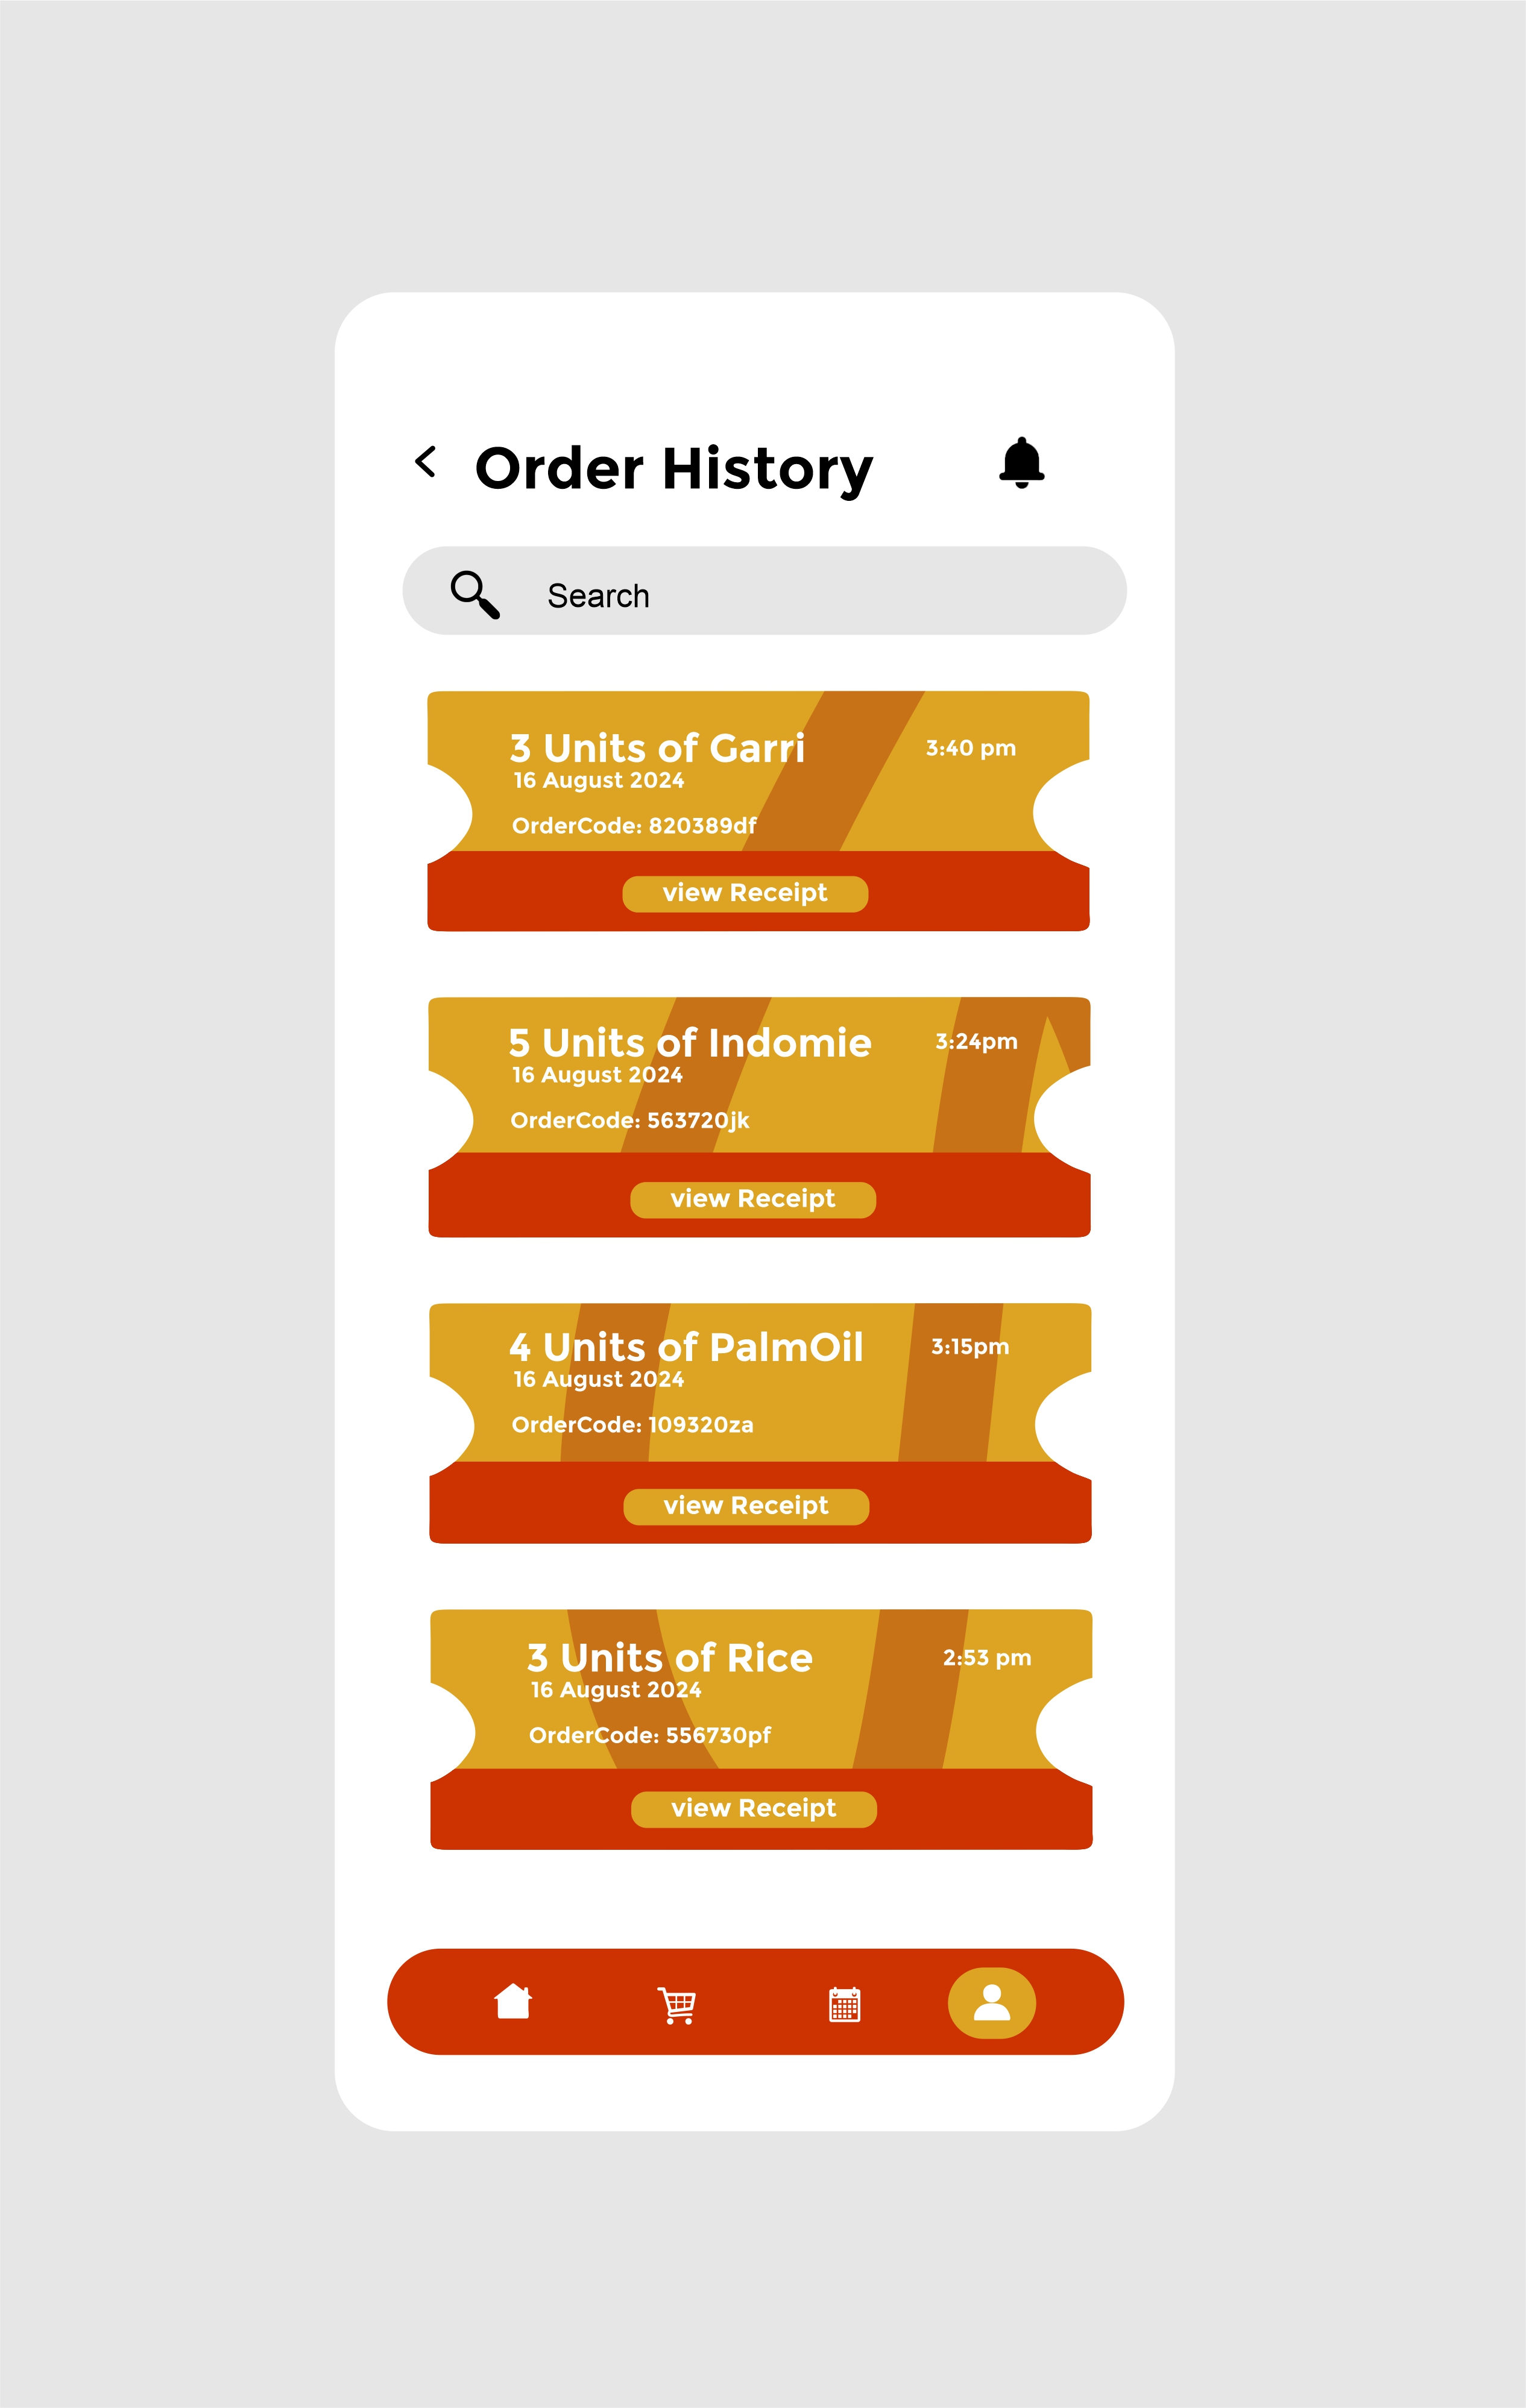 Order History
Search
3 Units of Garri
3:40 pm
16 August 2024
OrderCode: 820389df
view Receipt
5 Units of Indomie
3:24pm
16 August 2024
OrderCode: 563720jk
view Receipt
4 Units of PalmOil
3:15pm
16 August 2024
OrderCode: 109320za
view Receipt
3 Units of Rice
2:53 pm
16 August 2024
OrderCode: 556730pf
view Receipt